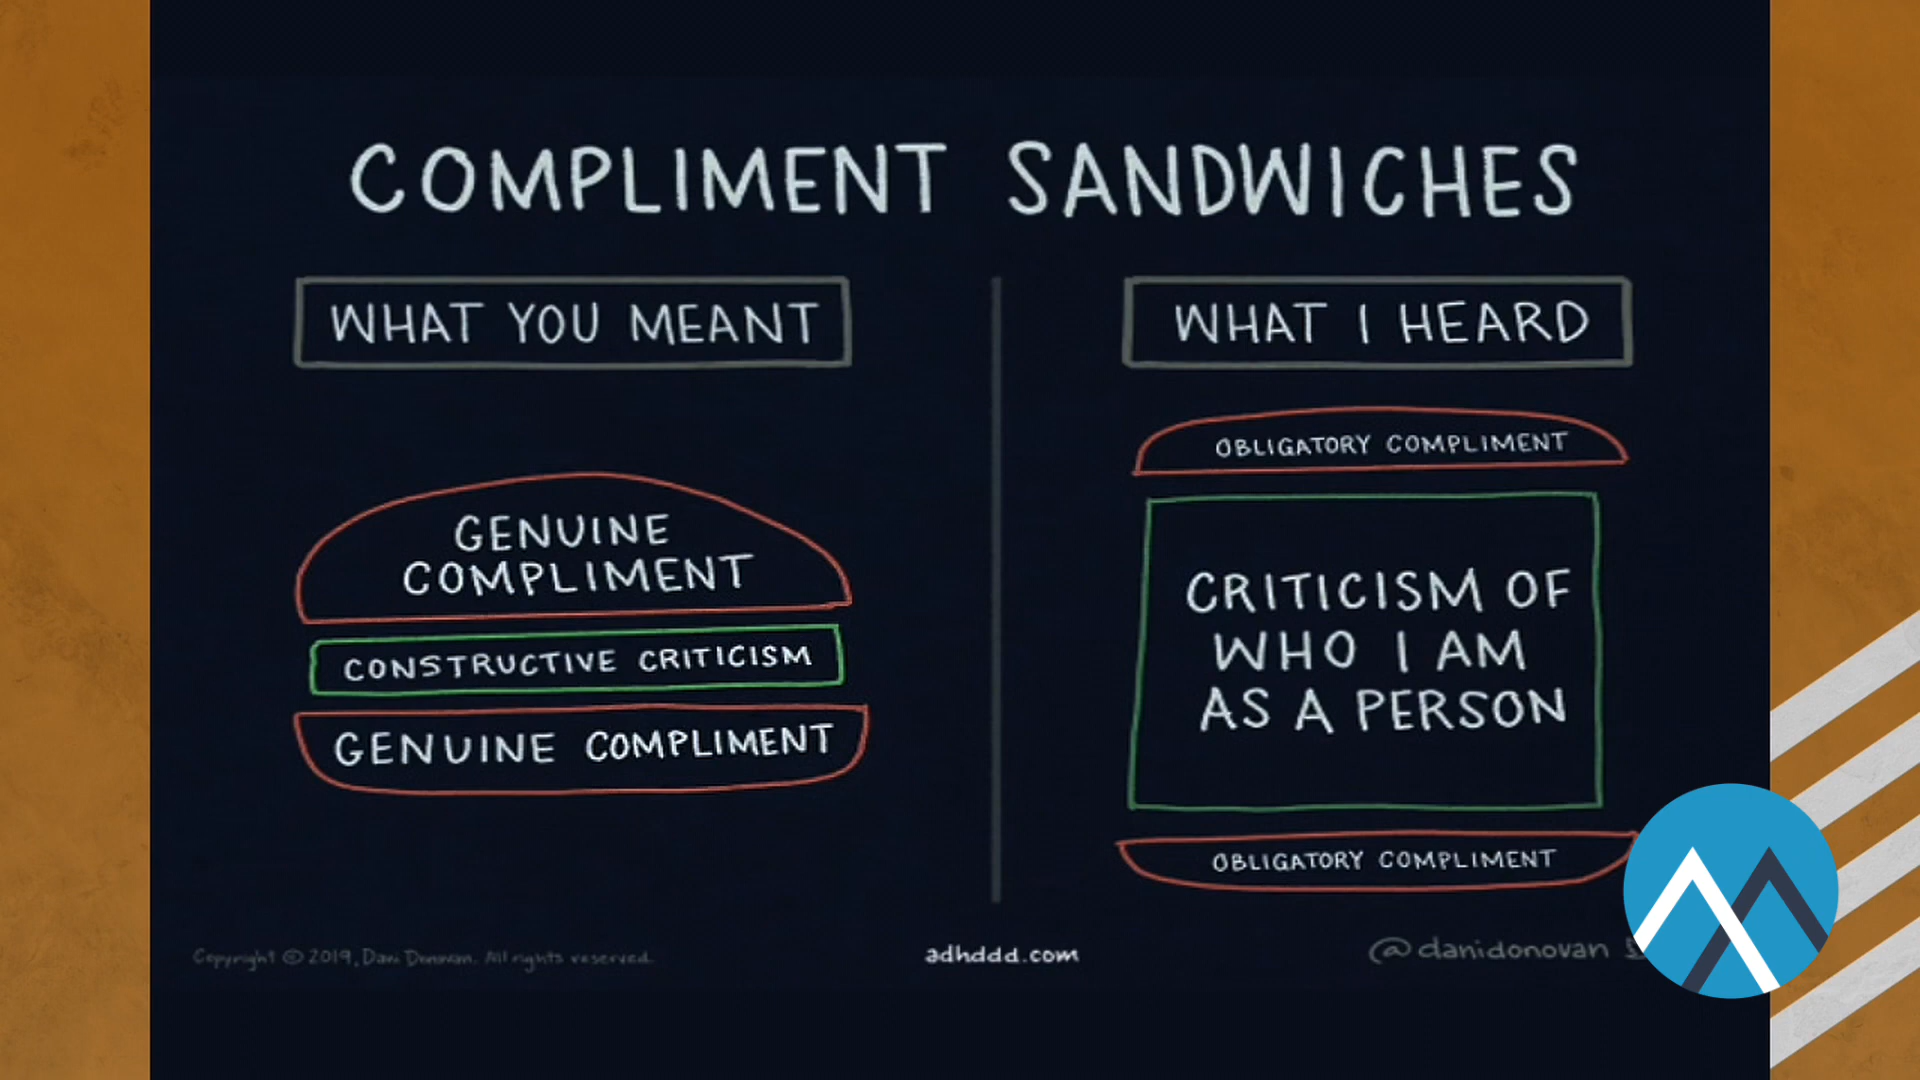 COMPLIMENT SANDWICHES
WHAT YOU MEANT
GENUINE
COMPLIMENT
CONSTRUCTIVE CRITICISM
GENUINE COMPLIMENT
WHAT I HEARD
OBLIGATORY COMPLIMENT
CRITICISM OF
WHO I AM
AS A PERSON
OBLIGATORY COMPLIMENT
Copyright © 2019, Dani Donovan. All rights reserved.
adhddd.com
@danidonovan